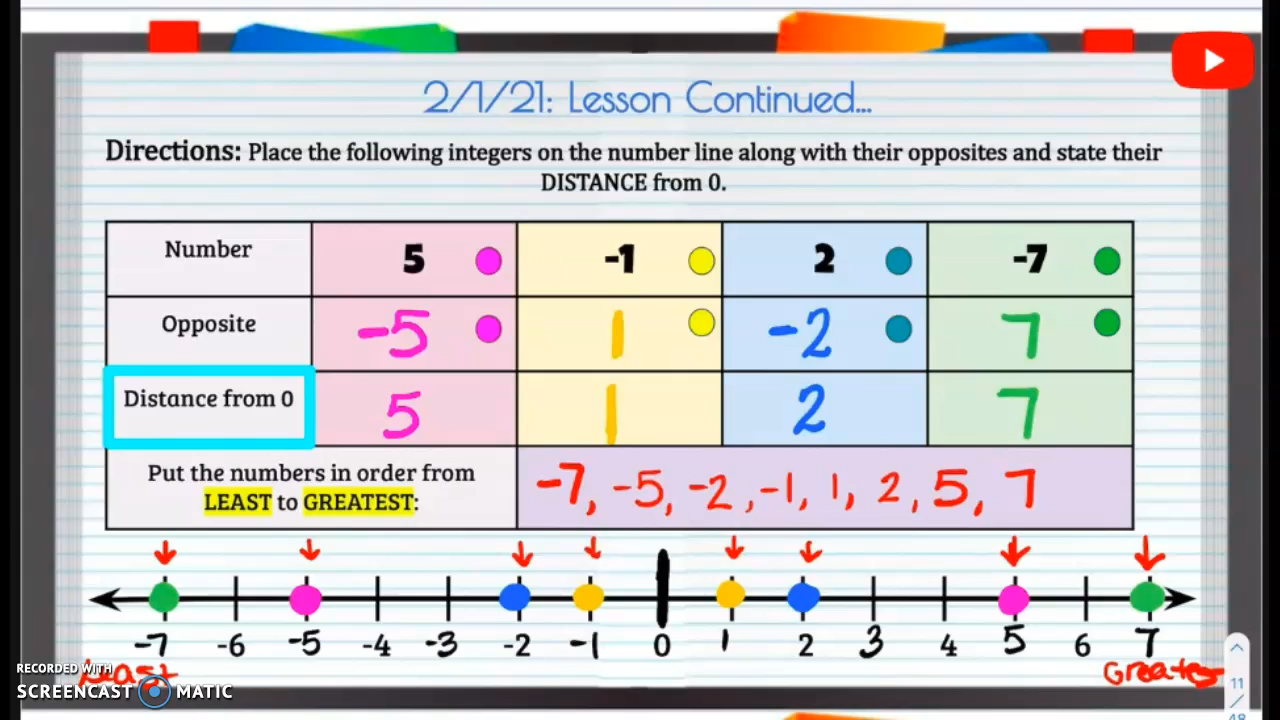 2/1/21: Lesson Continued...
Directions: Place the following integers on the number line along with their opposites and state their
DISTANCE from 0.
Number 5 -1 2 -7
Opposite -5 1 -2 7
Distance from 0 5 1 2 7
Put the numbers in order from
LEAST to GREATEST:
-7, -5, -2, -1, 1, 2, 5, 7
-7 -6 -5 -4 -3 -2 -1 0 1 2 3 5 6 7
4
Least
Greatest
RECORDED WITH
SCREENCAST MATIC
11
/
48